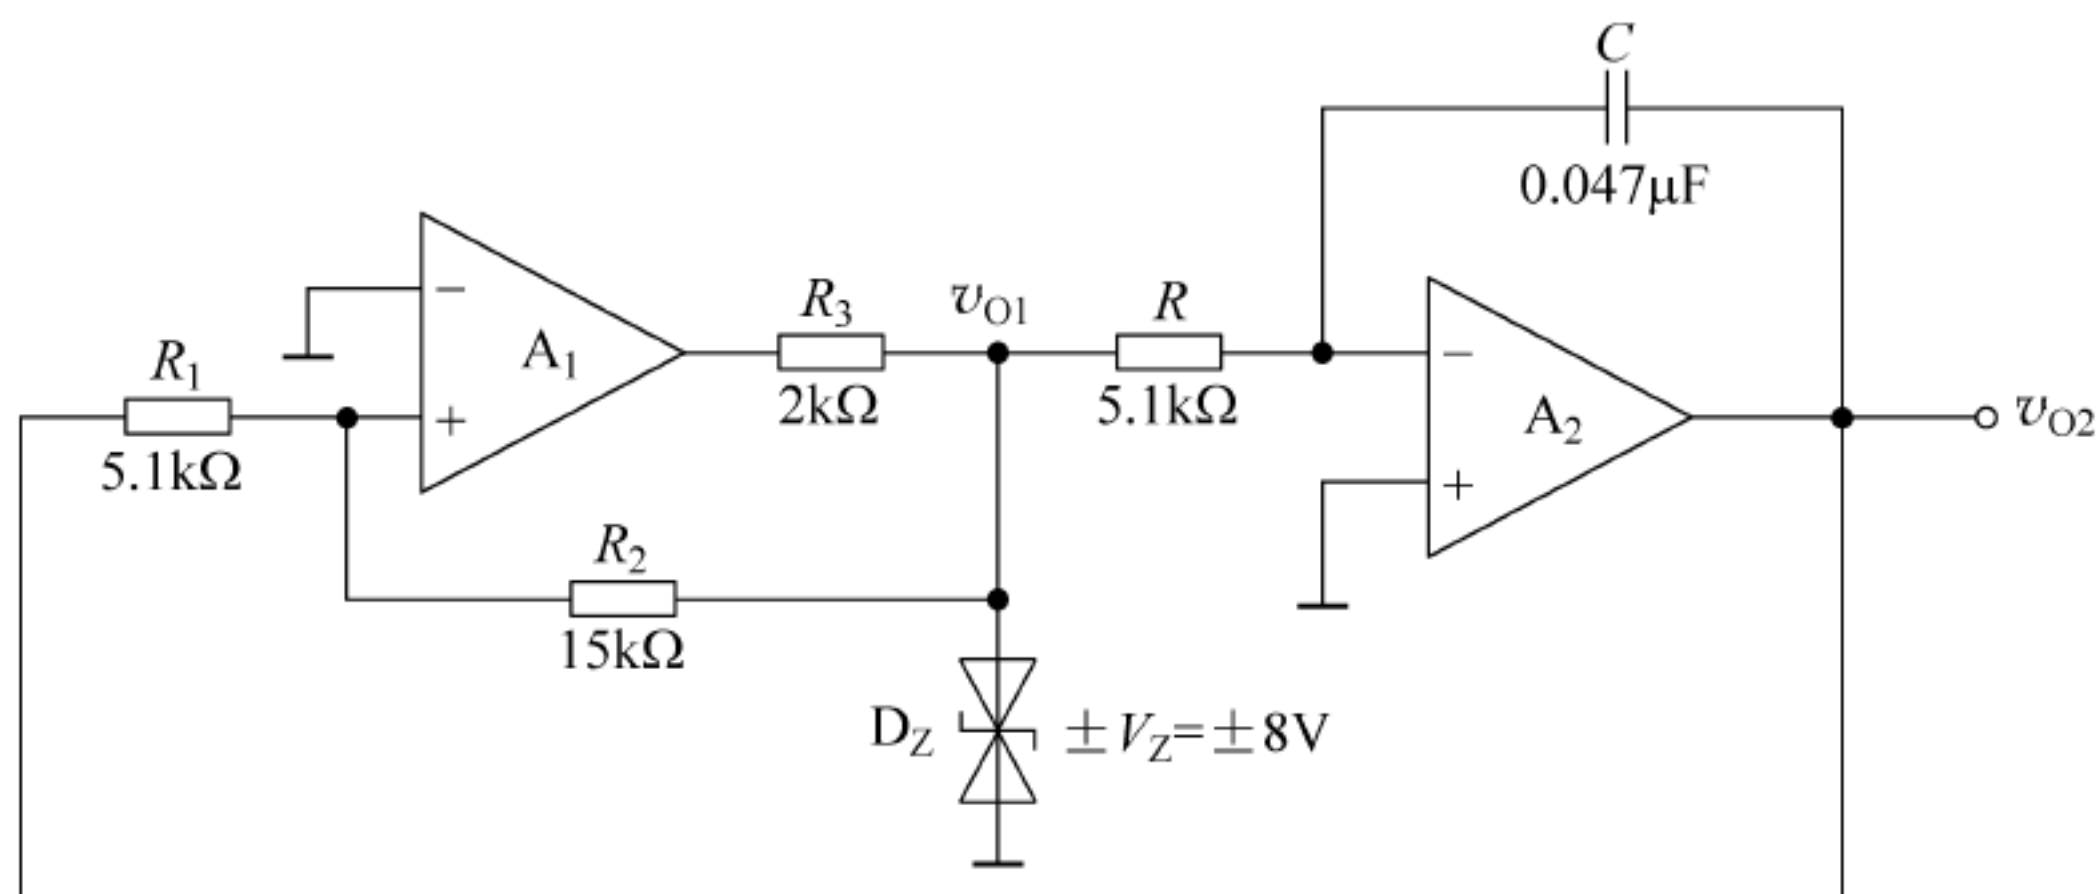 C
0.047μF
−
A₁
+
R₁
5.1kΩ
R₃
2kΩ
v_O1
R
5.1kΩ
−
A₂
+
v_O2
R₂
15kΩ
D_Z
±V_Z=±8V